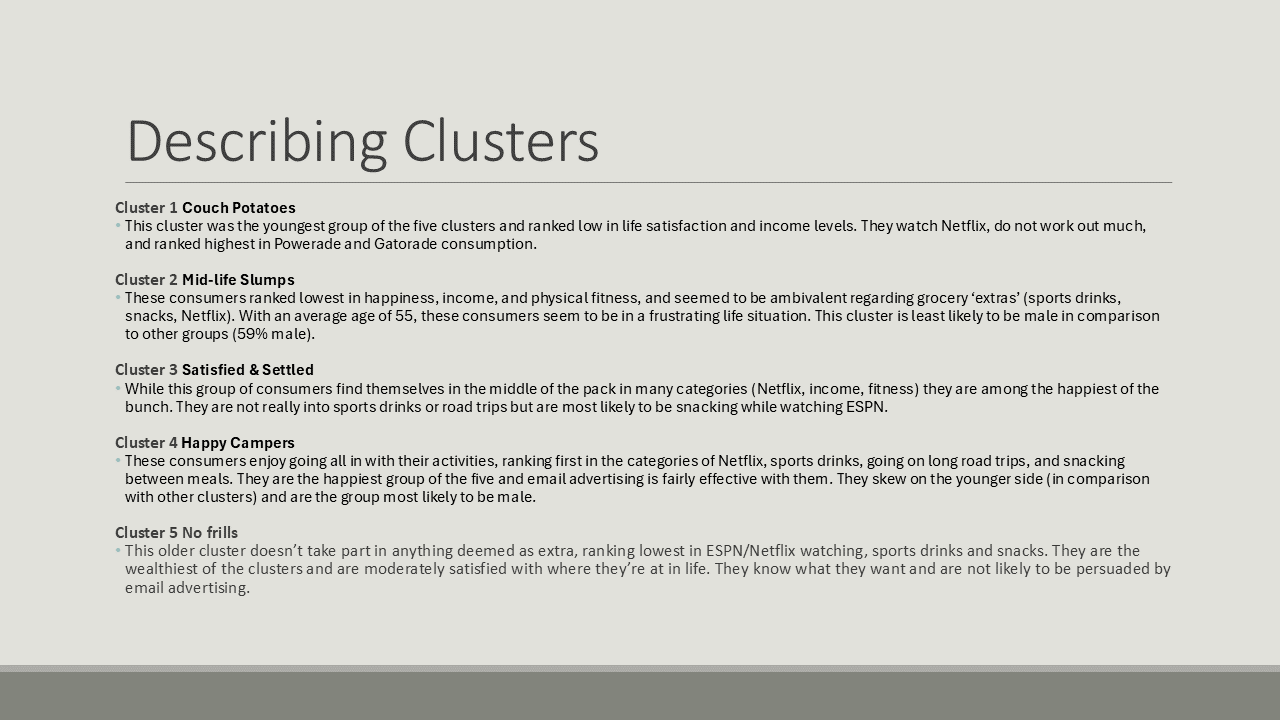 Describing Clusters
Cluster 1 Couch Potatoes
• This cluster was the youngest group of the five clusters and ranked low in life satisfaction and income levels. They watch Netflix, do not work out much,
and ranked highest in Powerade and Gatorade consumption.
Cluster 2 Mid-life Slumps
• These consumers ranked lowest in happiness, income, and physical fitness, and seemed to be ambivalent regarding grocery ‘extras’ (sports drinks,
snacks, Netflix). With an average age of 55, these consumers seem to be in a frustrating life situation. This cluster is least likely to be male in comparison
to other groups (59% male).
Cluster 3 Satisfied & Settled
• While this group of consumers find themselves in the middle of the pack in many categories (Netflix, income, fitness) they are among the happiest of the
bunch. They are not really into sports drinks or road trips but are most likely to be snacking while watching ESPN.
Cluster 4 Happy Campers
• These consumers enjoy going all in with their activities, ranking first in the categories of Netflix, sports drinks, going on long road trips, and snacking
between meals. They are the happiest group of the five and email advertising is fairly effective with them. They skew on the younger side (in comparison
with other clusters) and are the group most likely to be male.
Cluster 5 No frills
• This older cluster doesn’t take part in anything deemed as extra, ranking lowest in ESPN/Netflix watching, sports drinks and snacks. They are the
wealthiest of the clusters and are moderately satisfied with where they’re at in life. They know what they want and are not likely to be persuaded by
email advertising.